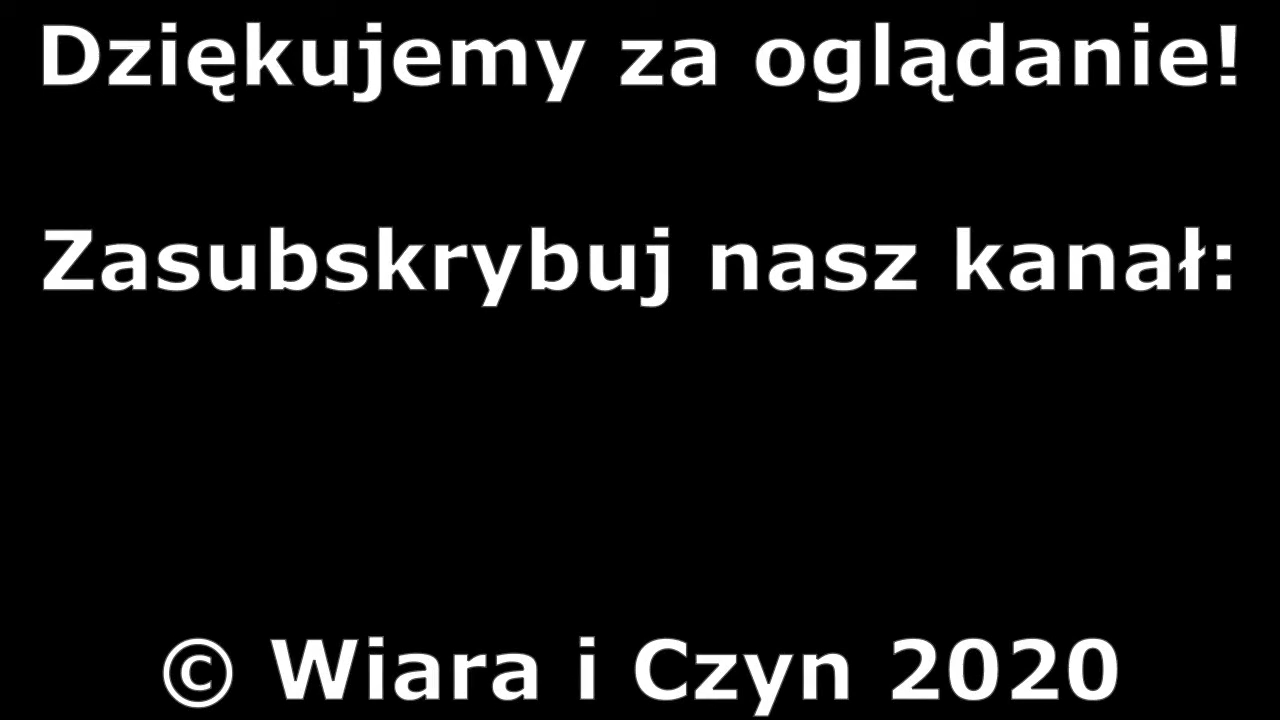 Dziękujemy za oglądanie!
Zasubskrybuj nasz kanał:
© Wiara i Czyn 2020